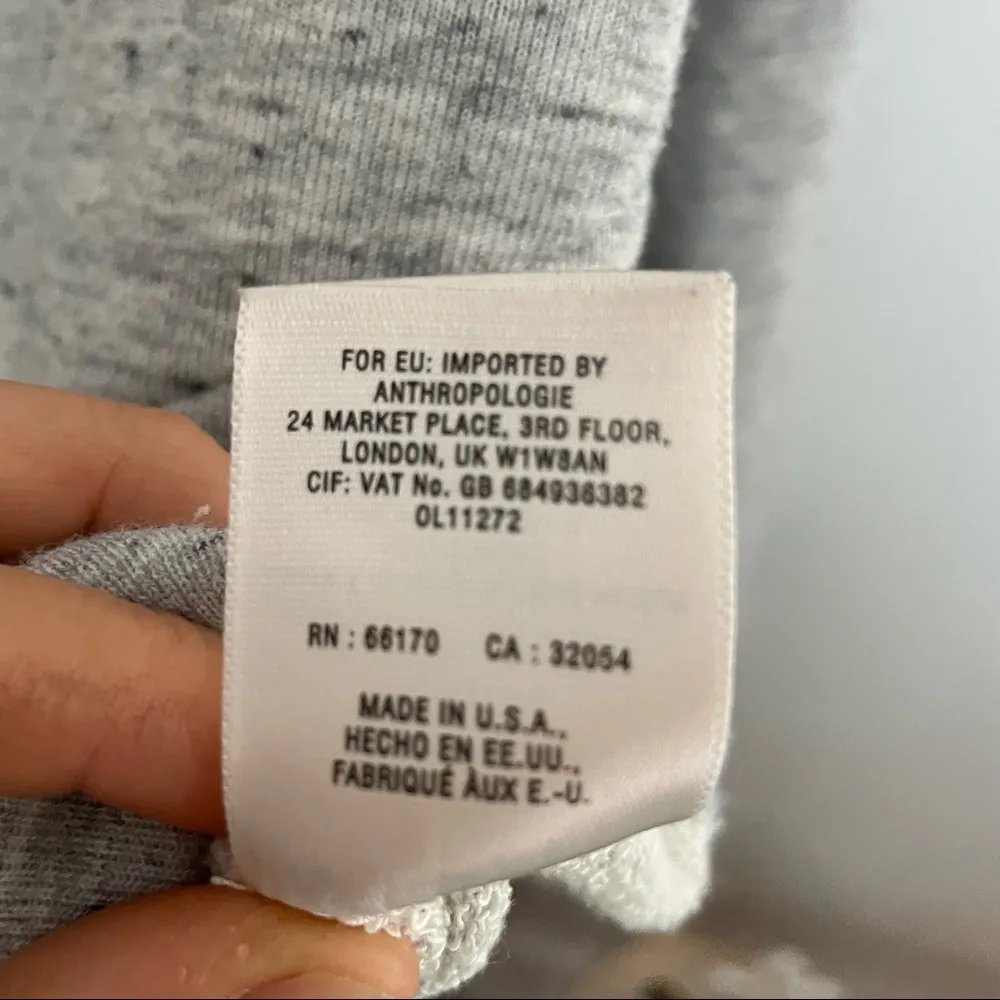 FOR EU: IMPORTED BY
ANTHROPOLOGIE
24 MARKET PLACE, 3RD FLOOR,
LONDON, UK W1W8AN
CIF: VAT No. GB 684936382
OL11272
RN : 66170 CA : 32054
MADE IN U.S.A.,
HECHO EN EE.UU.,
FABRIQUÉ ÀUX E.-U.